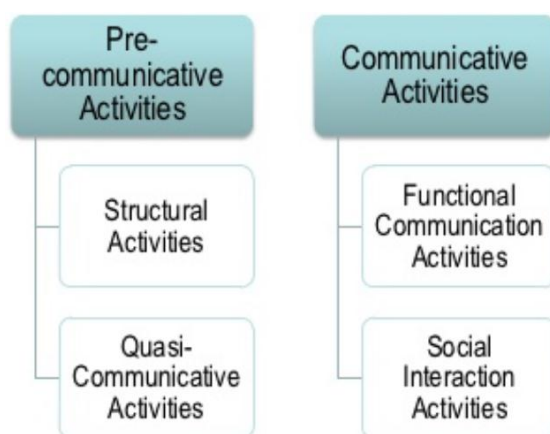 Pre-
communicative
Activities
Structural
Activities
Quasi-
Communicative
Activities
Communicative
Activities
Functional
Communication
Activities
Social
Interaction
Activities